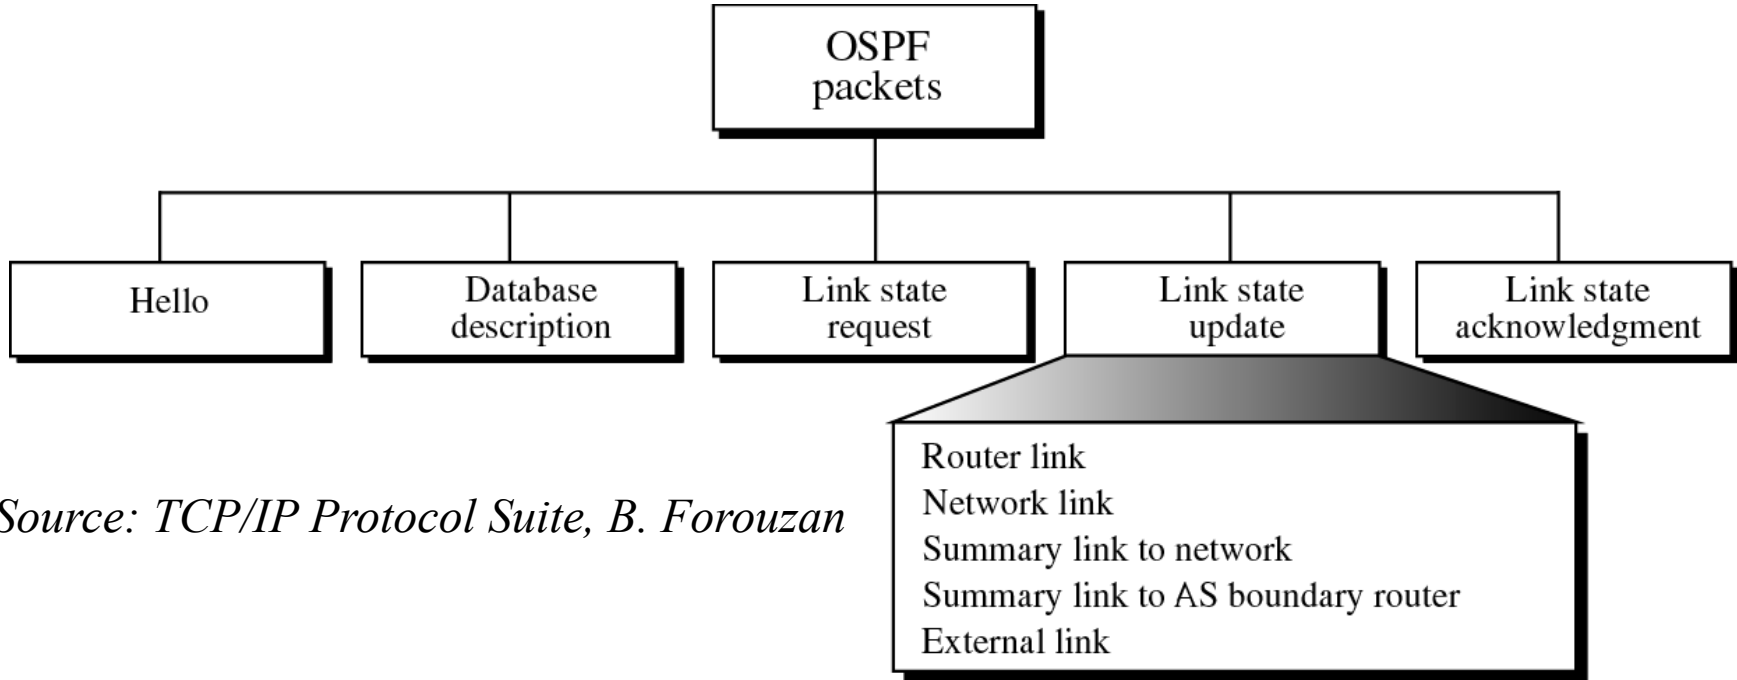 OSPF
packets
Hello
Database
description
Link state
request
Link state
update
Link state
acknowledgment
Router link
Network link
Summary link to network
Summary link to AS boundary router
External link
Source: TCP/IP Protocol Suite, B. Forouzan